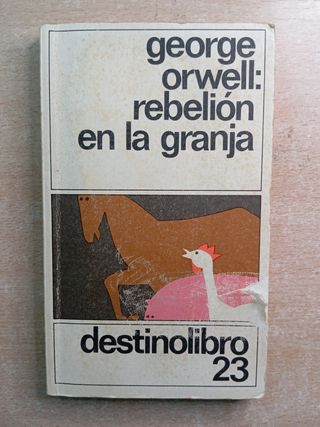 george
orwell:
rebelión
en la granja
destinolibro
23